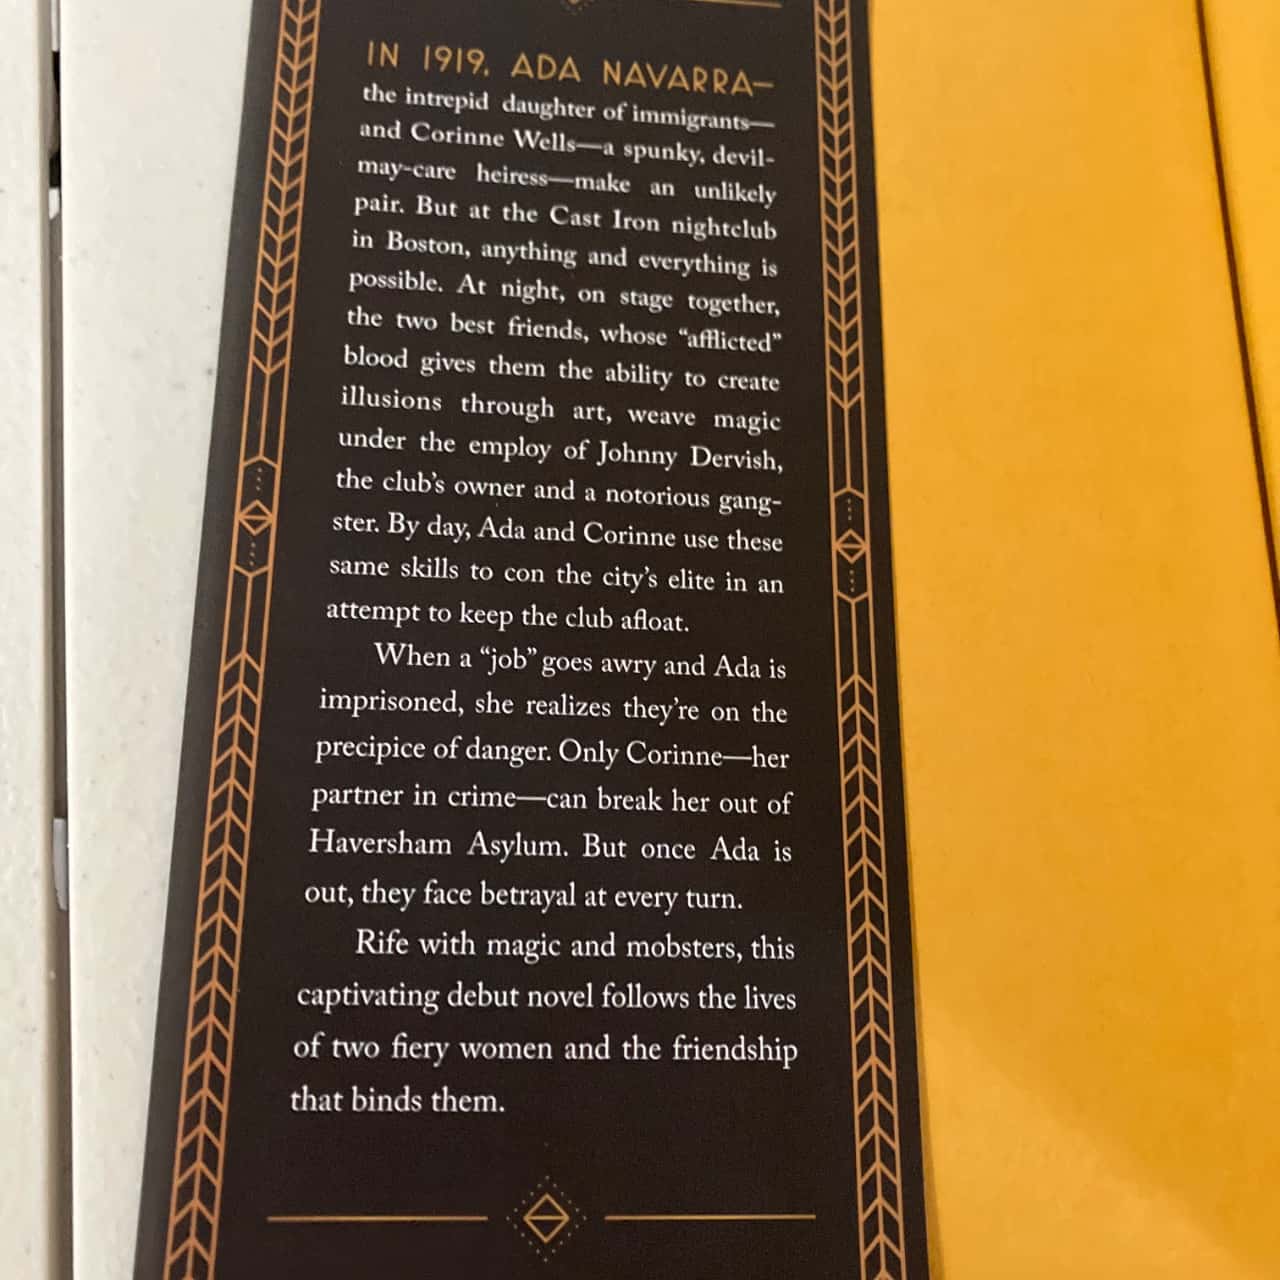 IN 1919, ADA NAVARRA—
the intrepid daughter of immigrants—
and Corinne Wells—a spunky, devil-
may-care heiress—make an unlikely
pair. But at the Cast Iron nightclub
in Boston, anything and everything is
possible. At night, on stage together,
the two best friends, whose “afflicted”
blood gives them the ability to create
illusions through art, weave magic
under the employ of Johnny Dervish,
the club’s owner and a notorious gang-
ster. By day, Ada and Corinne use these
same skills to con the city’s elite in an
attempt to keep the club afloat.
When a “job” goes awry and Ada is
imprisoned, she realizes they’re on the
precipice of danger. Only Corinne—her
partner in crime—can break her out of
Haversham Asylum. But once Ada is
out, they face betrayal at every turn.
Rife with magic and mobsters, this
captivating debut novel follows the lives
of two fiery women and the friendship
that binds them.